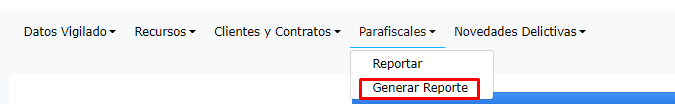 Datos Vigilado Recursos Clientes y Contratos Parafiscales Novedades Delictivas
Reportar
Generar Reporte